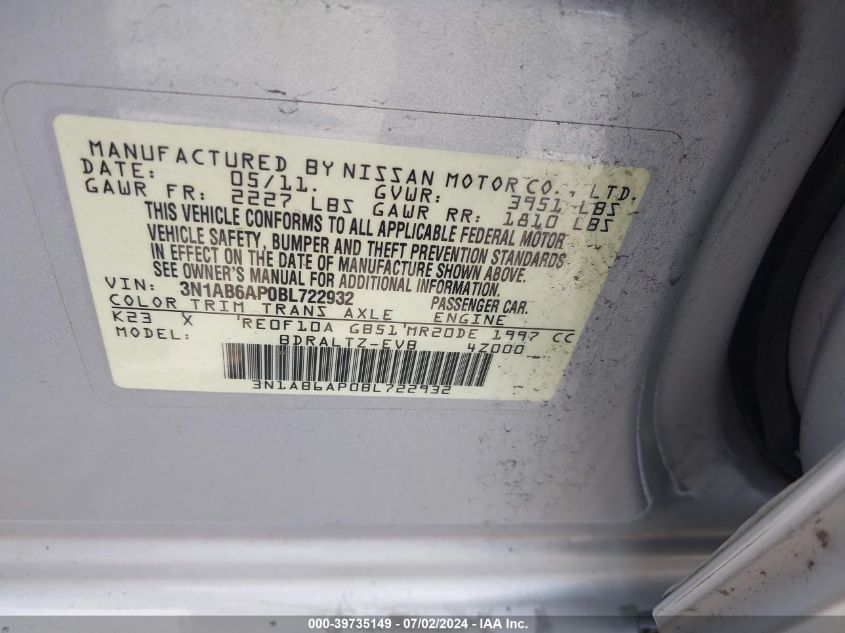 MANUFACTURED BY NISSAN MOTOR CO., LTD.
DATE: 05/11. GVWR: 3951 LBS
GAWR FR: 2227 LBS GAWR RR: 1810 LBS
THIS VEHICLE CONFORMS TO ALL APPLICABLE FEDERAL MOTOR
VEHICLE SAFETY, BUMPER AND THEFT PREVENTION STANDARDS
IN EFFECT ON THE DATE OF MANUFACTURE SHOWN ABOVE.
SEE OWNER'S MANUAL FOR ADDITIONAL INFORMATION
VIN: 3N1AB6AP0BL722932 PASSENGER CAR.
COLOR TRIM TRANS AXLE ENGINE
K23 X RE0F10A GB51 MR20DE 1997 CC
MODEL: BDRALTZ-EVB 4Z000
3N1AB6AP0BL722932
000-39735149 - 07/02/2024 - IAA Inc.